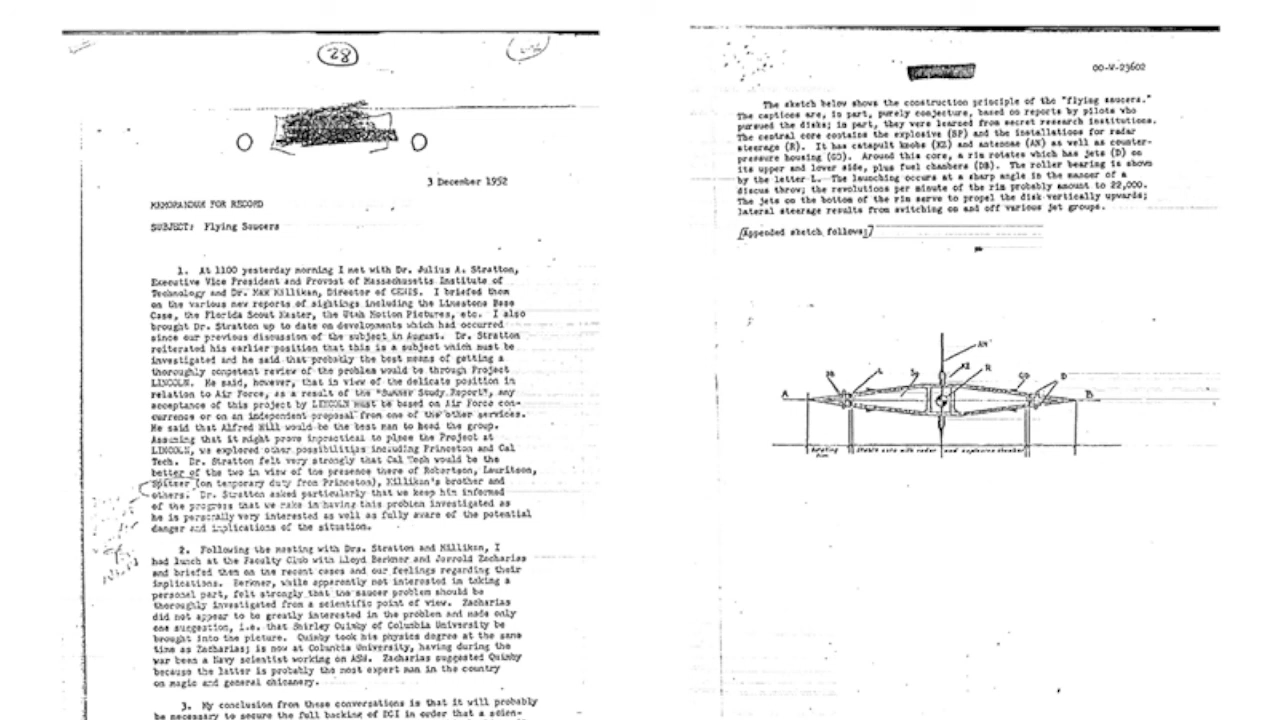 28
3 December 1952
MEMORANDUM FOR RECORD
SUBJECT: Flying Saucers
1. At 1100 yesterday morning I met with Dr. Julius A. Stratton,
Executive Vice President and Provost of Massachusetts Institute of
Technology and Dr. Max Millikan, Director of CENIS. I briefed them
on the various new reports of sightings including the Limestone Base
Case, the Florida Scout Master, the Utah Motion Pictures, etc. I also
brought Dr. Stratton up to date on developments which had occurred
since our previous discussion of the subject in August. Dr. Stratton
reiterated his earlier position that this is a subject which must be
investigated and he said that probably the best means of getting a
thoroughly competent review of the problem would be through Project
LINCOLN. He said, however, that in view of the delicate position in
relation to Air Force, as a result of the "Summer Study Report", any
acceptance of this project by LINCOLN must be based on Air Force con-
currence or on an independent proposal from one of the other services.
He said that Alfred Hill would be the best man to head the group.
Assuming that it might prove impractical to place the Project at
LINCOLN, we explored other possibilities including Princeton and Cal
Tech. Dr. Stratton felt very strongly that Cal Tech would be the
better of the two in view of the presence there of Robertson, Lauritson,
Spitzer (on temporary duty from Princeton), Millikan's brother and
others. Dr. Stratton asked particularly that we keep him informed
of the progress that we make in having this problem investigated as
he is personally very interested as well as fully aware of the potential
danger and implications of the situation.
2. Following the meeting with Drs. Stratton and Millikan, I
had lunch at the Faculty Club with Lloyd Berkner and Jerrold Zacharias
and briefed them on the recent cases and our feelings regarding their
implications. Berkner, while apparently not interested in taking a
personal part, felt strongly that the saucer problem should be
thoroughly investigated from a scientific point of view. Zacharias
did not appear to be greatly interested in the problem and made only
one suggestion, i.e. that Shirley Quimby of Columbia University be
brought into the picture. Quimby took his physics degree at the same
time as Zacharias; is now at Columbia University, having during the
war been a Navy scientist working on ASW. Zacharias suggested Quimby
because the latter is probably the most expert man in the country
on magic and general chicanery.
3. My conclusion from these conversations is that it will probably
be necessary to secure the full backing of DCI in order that a scien-
00-W-23602
The sketch below shows the construction principle of the "flying saucers."
The captions are, in part, purely conjecture, based on reports by pilots who
pursued the disks; in part, they were learned from secret research institutions.
The central core contains the explosive (SP) and the installations for radar
steerage (R). It has catapult knobs (KZ) and antennae (AN) as well as counter-
pressure housing (GD). Around this core, a rim rotates which has jets (D) on
its upper and lower side, plus fuel chambers (DB). The roller bearing is shown
by the letter L. The launching occurs at a sharp angle in the manner of a
discus throw; the revolutions per minute of the rim probably amount to 22,000.
The jets on the bottom of the rim serve to propel the disk vertically upwards;
lateral steerage results from switching on and off various jet groups.
[Appended sketch follows]
AN
L KZ R GD D
A B
Rotating rim Stable core with radar and explosive chamber